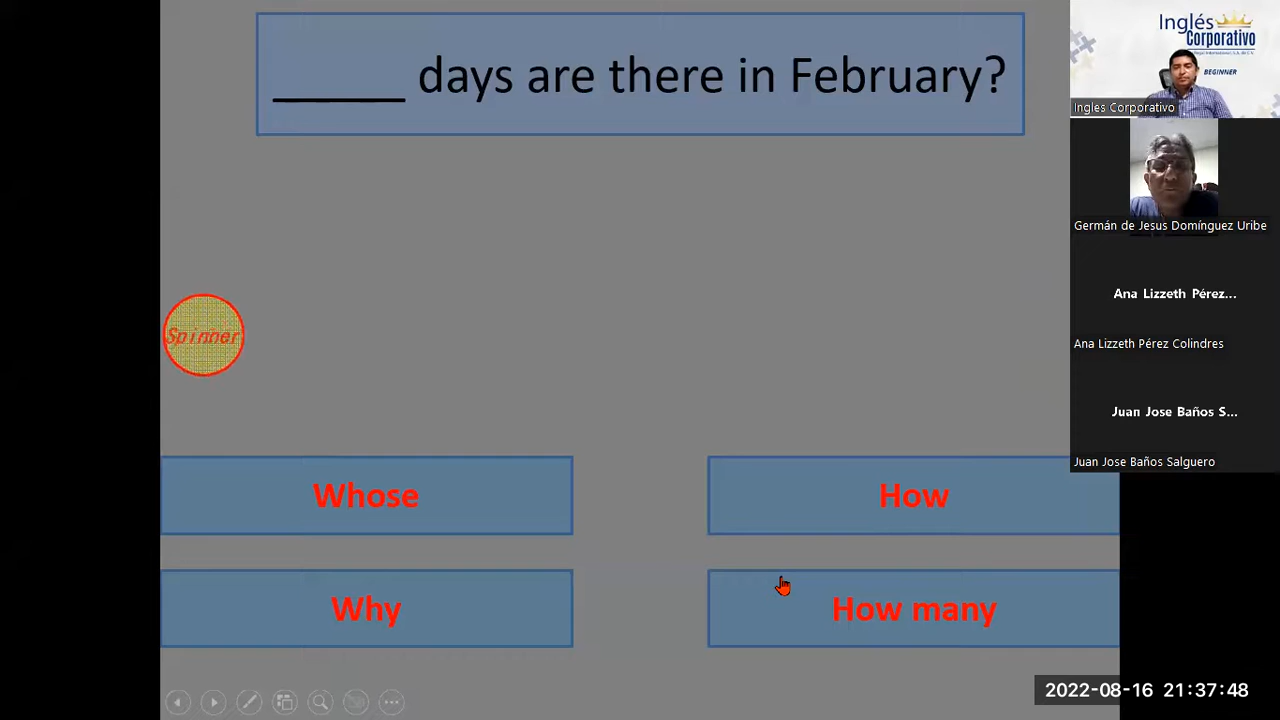 _____ days are there in February?
Spinner
Whose
How
Why
How many
Inglés
Corporativo
BEGINNER
Ingles Corporativo
Germán de Jesus Domínguez Uribe
Ana Lizzeth Pérez...
Ana Lizzeth Pérez Colindres
Juan Jose Baños S...
Juan Jose Baños Salguero
2022-08-16 21:37:48